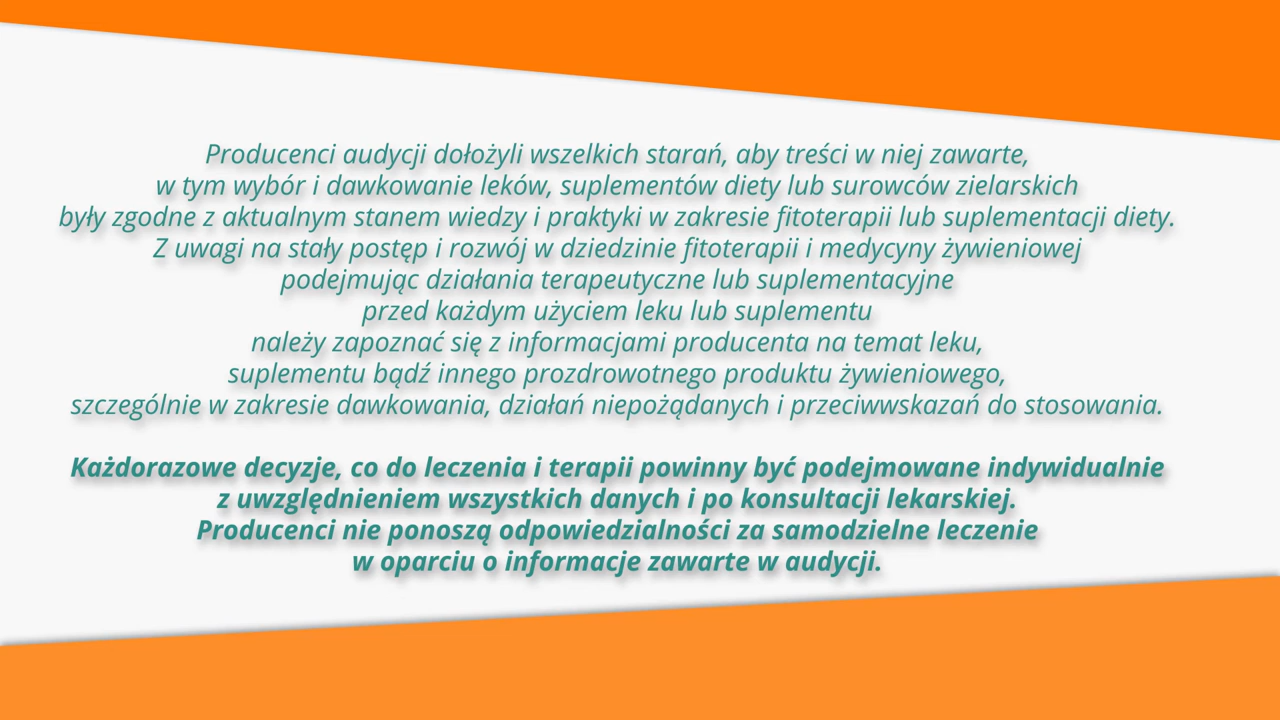 Producenci audycji dołożyli wszelkich starań, aby treści w niej zawarte,
w tym wybór i dawkowanie leków, suplementów diety lub surowców zielarskich
były zgodne z aktualnym stanem wiedzy i praktyki w zakresie fitoterapii lub suplementacji diety.
Z uwagi na stały postęp i rozwój w dziedzinie fitoterapii i medycyny żywieniowej
podejmując działania terapeutyczne lub suplementacyjne
przed każdym użyciem leku lub suplementu
należy zapoznać się z informacjami producenta na temat leku,
suplementu bądź innego prozdrowotnego produktu żywieniowego,
szczególnie w zakresie dawkowania, działań niepożądanych i przeciwwskazań do stosowania.
Każdorazowe decyzje, co do leczenia i terapii powinny być podejmowane indywidualnie
z uwzględnieniem wszystkich danych i po konsultacji lekarskiej.
Producenci nie ponoszą odpowiedzialności za samodzielne leczenie
w oparciu o informacje zawarte w audycji.